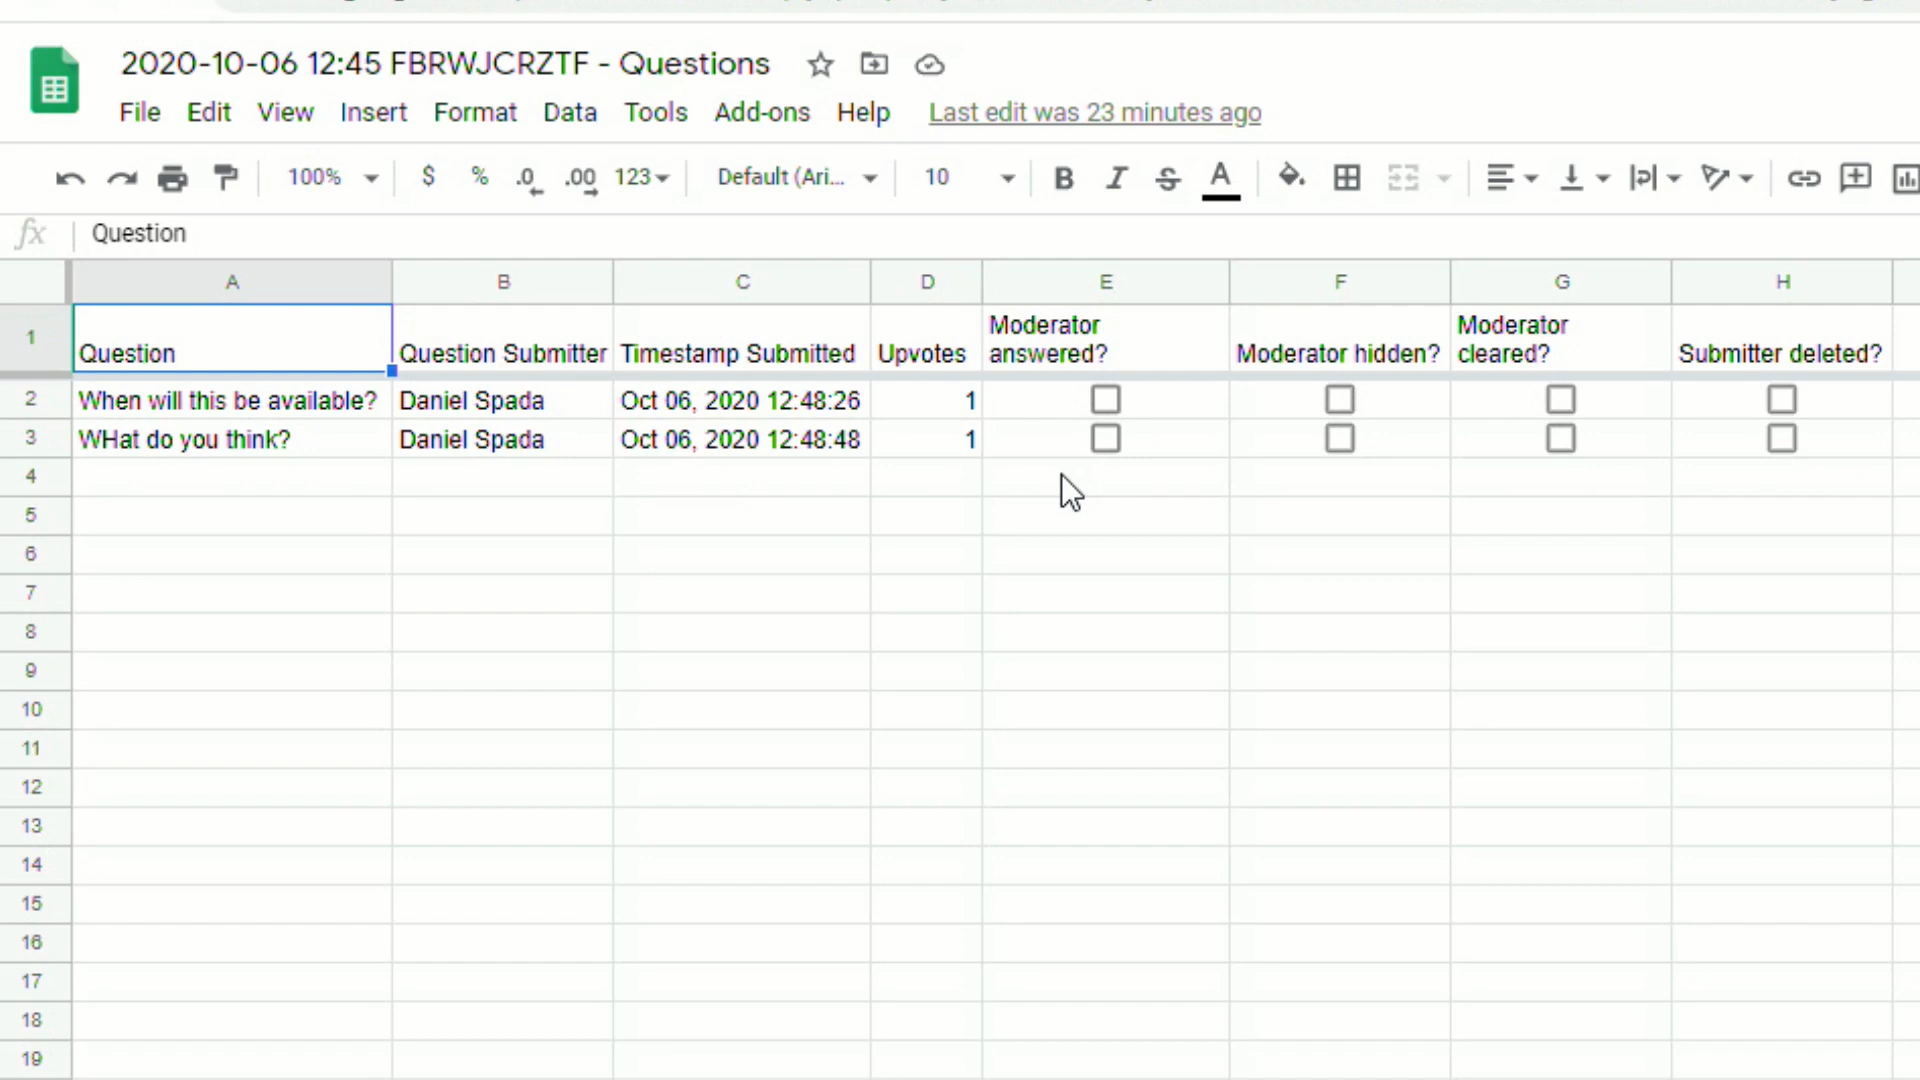 2020-10-06 12:45 FBRWJCRZTF - Questions
File Edit View Insert Format Data Tools Add-ons Help Last edit was 23 minutes ago
100% $ % .0 .00 123 Default (Ari... 10 B I S A
fx Question
A B C D E F G H
1 Question Question Submitter Timestamp Submitted Upvotes Moderator answered? Moderator hidden? Moderator cleared? Submitter deleted?
2 When will this be available? Daniel Spada Oct 06, 2020 12:48:26 1
3 WHat do you think? Daniel Spada Oct 06, 2020 12:48:48 1
4
5
6
7
8
9
10
11
12
13
14
15
16
17
18
19